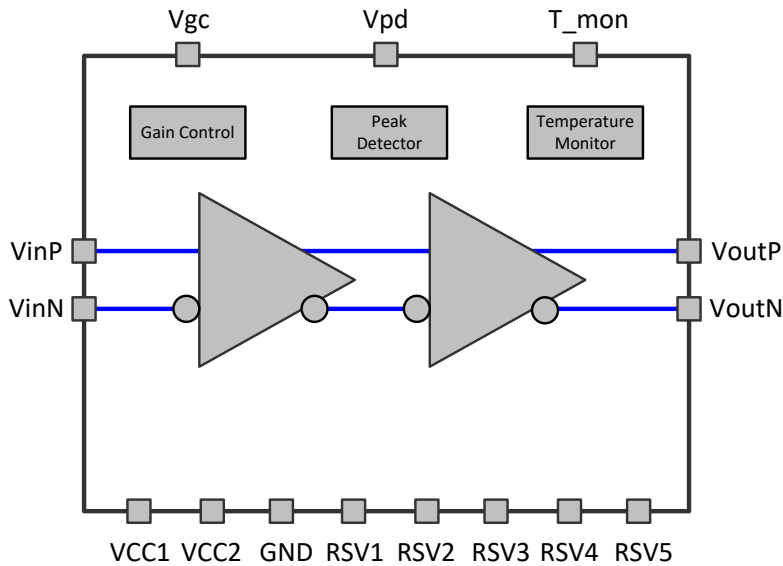 Vgc Vpd T_mon
Gain Control
Peak
Detector
Temperature
Monitor
VinP VoutP
VinN VoutN
VCC1 VCC2 GND RSV1 RSV2 RSV3 RSV4 RSV5